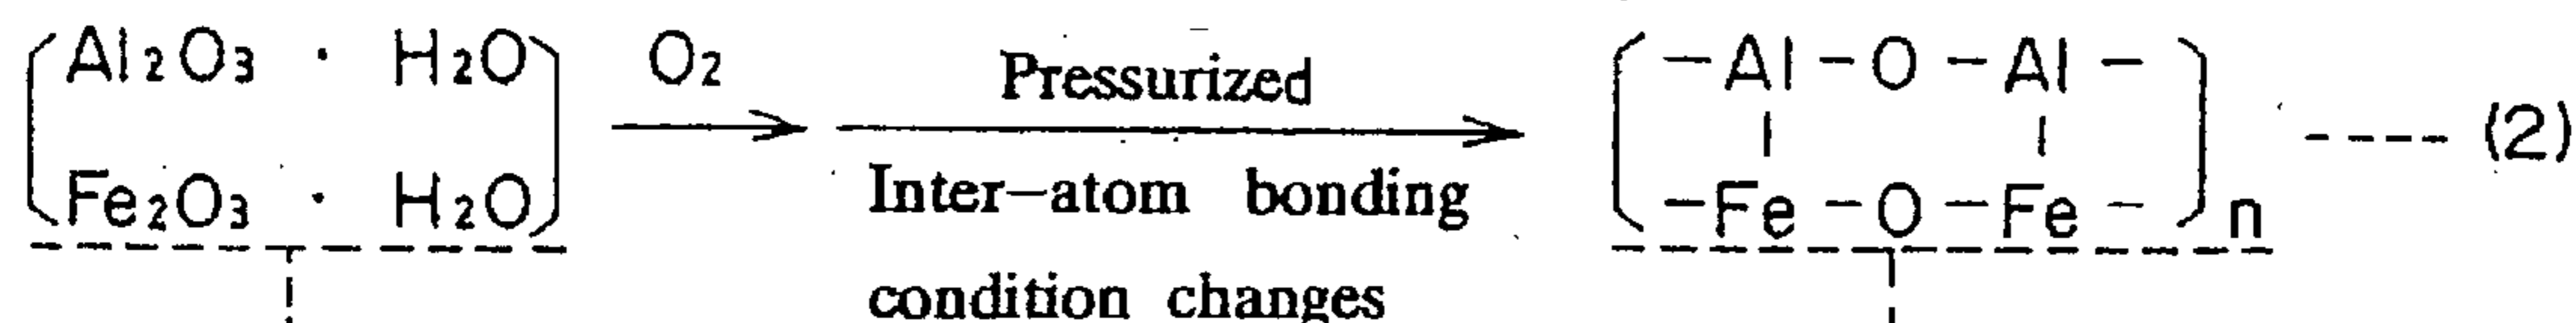 Al₂O₃ · H₂O O₂ Pressurized -Al-O-Al-
---- (2)
Fe₂O₃ · H₂O Inter-atom bonding -Fe-O-Fe- n
condition changes